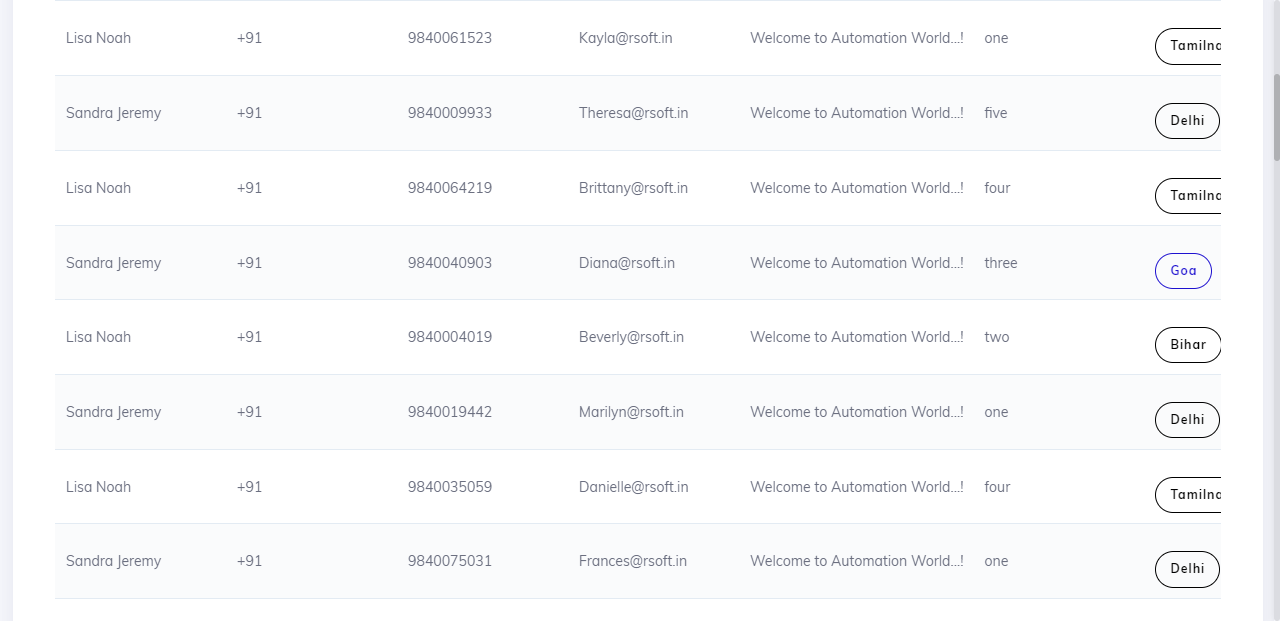 Lisa Noah +91 9840061523 Kayla@rsoft.in Welcome to Automation World...! one Tamilna
Sandra Jeremy +91 9840009933 Theresa@rsoft.in Welcome to Automation World...! five Delhi
Lisa Noah +91 9840064219 Brittany@rsoft.in Welcome to Automation World...! four Tamilna
Sandra Jeremy +91 9840040903 Diana@rsoft.in Welcome to Automation World...! three Goa
Lisa Noah +91 9840004019 Beverly@rsoft.in Welcome to Automation World...! two Bihar
Sandra Jeremy +91 9840019442 Marilyn@rsoft.in Welcome to Automation World...! one Delhi
Lisa Noah +91 9840035059 Danielle@rsoft.in Welcome to Automation World...! four Tamilna
Sandra Jeremy +91 9840075031 Frances@rsoft.in Welcome to Automation World...! one Delhi